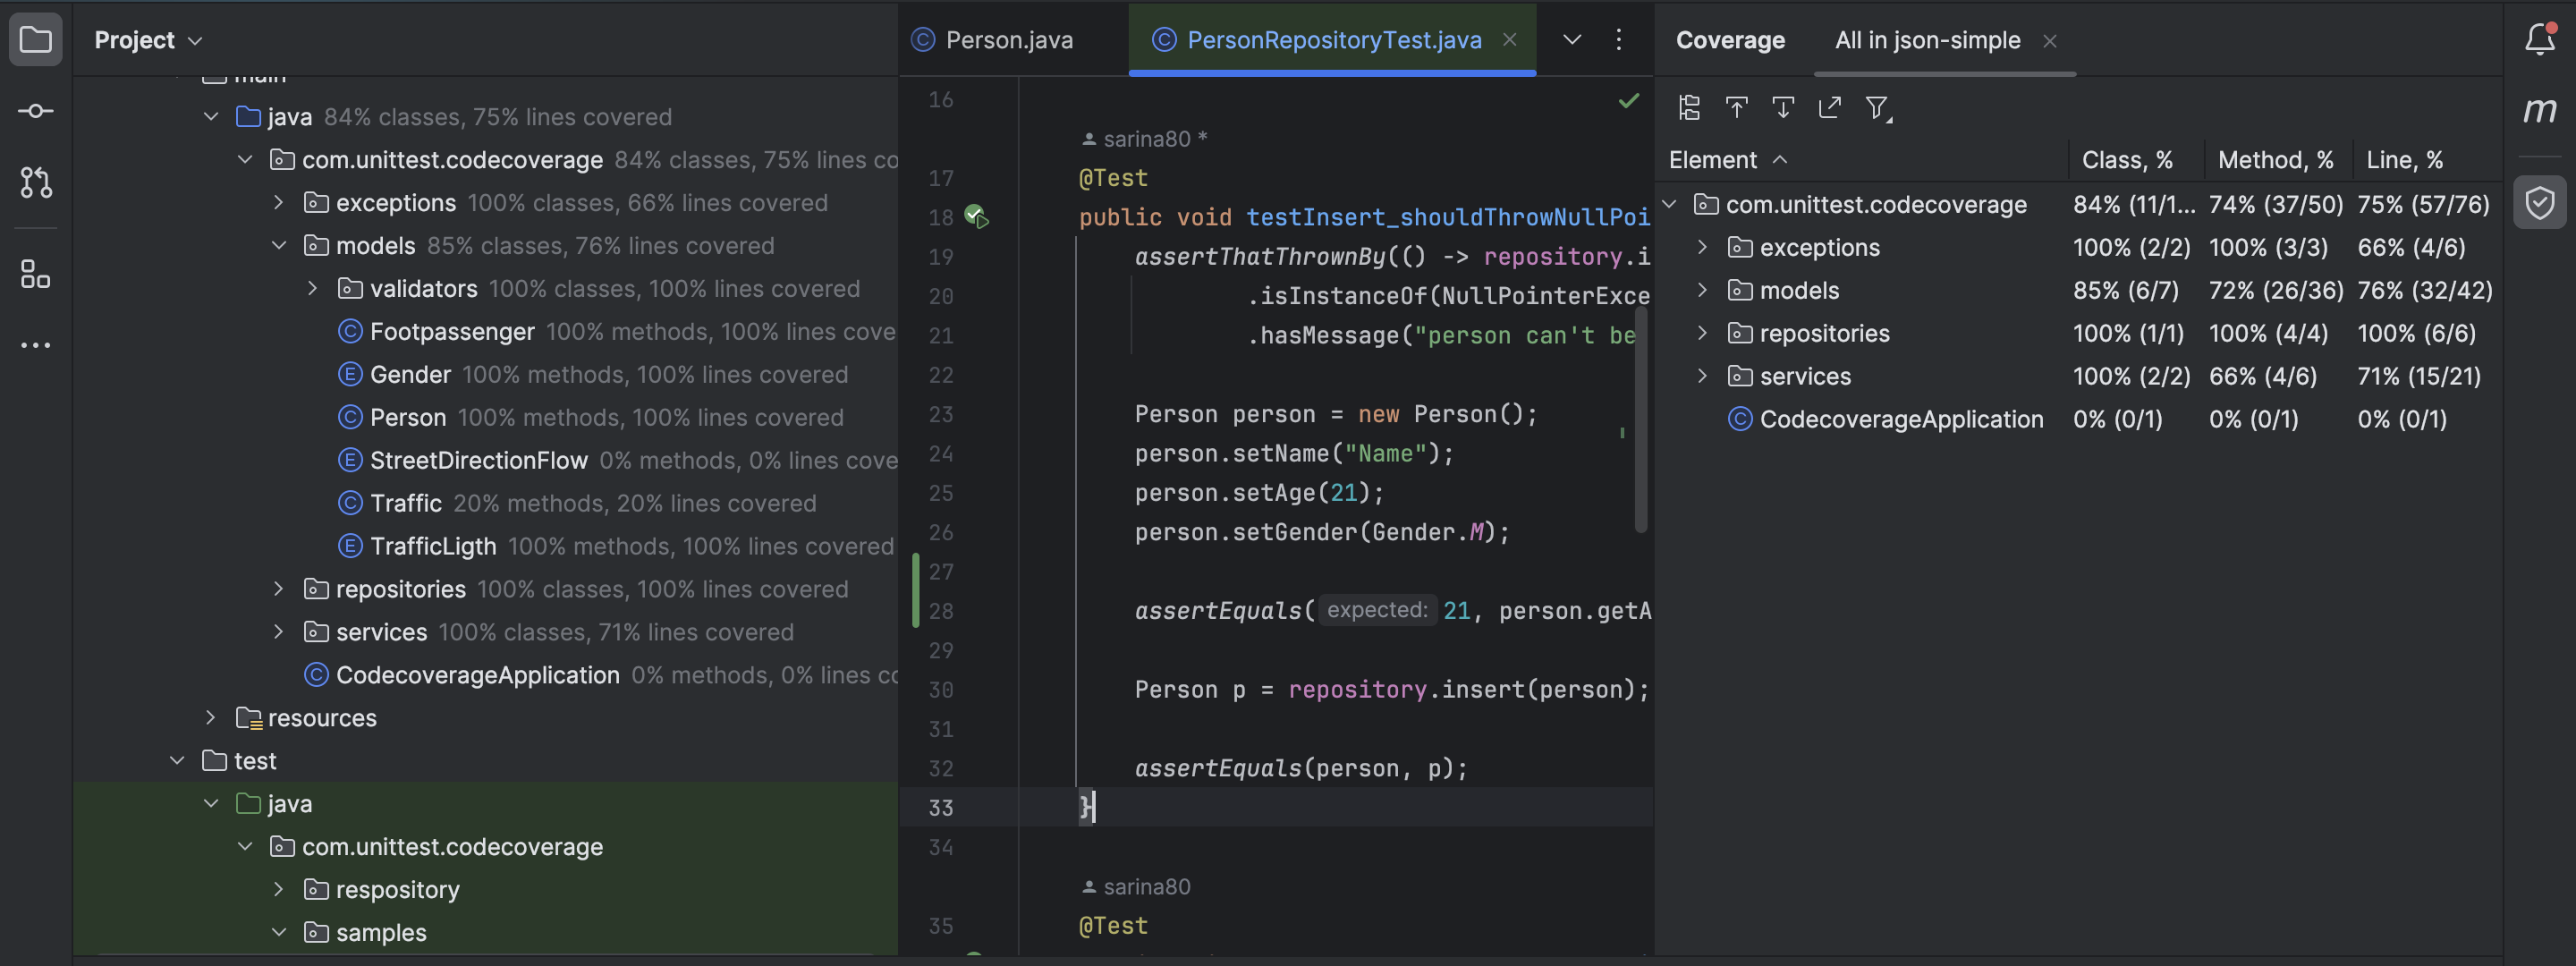 Project
main
java 84% classes, 75% lines covered
com.unittest.codecoverage 84% classes, 75% lines co
exceptions 100% classes, 66% lines covered
models 85% classes, 76% lines covered
validators 100% classes, 100% lines covered
Footpassenger 100% methods, 100% lines cove
Gender 100% methods, 100% lines covered
Person 100% methods, 100% lines covered
StreetDirectionFlow 0% methods, 0% lines cove
Traffic 20% methods, 20% lines covered
TrafficLigth 100% methods, 100% lines covered
repositories 100% classes, 100% lines covered
services 100% classes, 71% lines covered
CodecoverageApplication 0% methods, 0% lines co
resources
test
java
com.unittest.codecoverage
respository
samples
Person.java PersonRepositoryTest.java
16
sarina80 *
17 @Test
18 public void testInsert_shouldThrowNullPoi
19 assertThatThrownBy(() -> repository.i
20 .isInstanceOf(NullPointerExce
21 .hasMessage("person can't be
22
23 Person person = new Person();
24 person.setName("Name");
25 person.setAge(21);
26 person.setGender(Gender.M);
27
28 assertEquals( expected: 21, person.getA
29
30 Person p = repository.insert(person);
31
32 assertEquals(person, p);
33 }
34
sarina80
35 @Test
Coverage All in json-simple
Element Class, % Method, % Line, %
com.unittest.codecoverage 84% (11/1... 74% (37/50) 75% (57/76)
exceptions 100% (2/2) 100% (3/3) 66% (4/6)
models 85% (6/7) 72% (26/36) 76% (32/42)
repositories 100% (1/1) 100% (4/4) 100% (6/6)
services 100% (2/2) 66% (4/6) 71% (15/21)
CodecoverageApplication 0% (0/1) 0% (0/1) 0% (0/1)
m